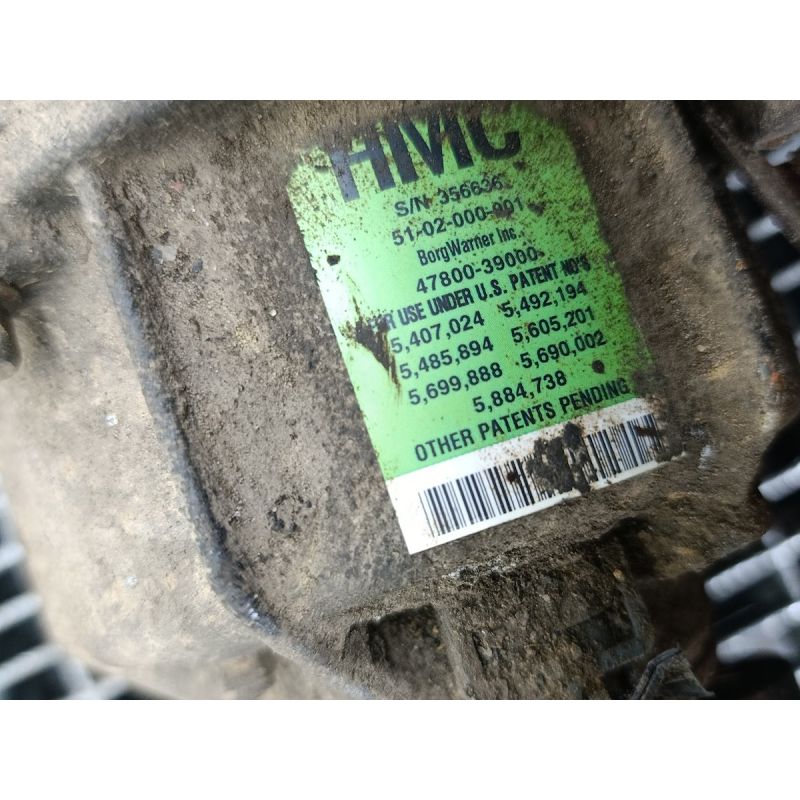 HMC
S/N 356636
51-02-000-001
BorgWarner Inc.
47800-39000
FOR USE UNDER U.S. PATENT NO'S
5,407,024 5,492,194
5,485,894 5,605,201
5,699,888 5,690,002
5,884,738
OTHER PATENTS PENDING